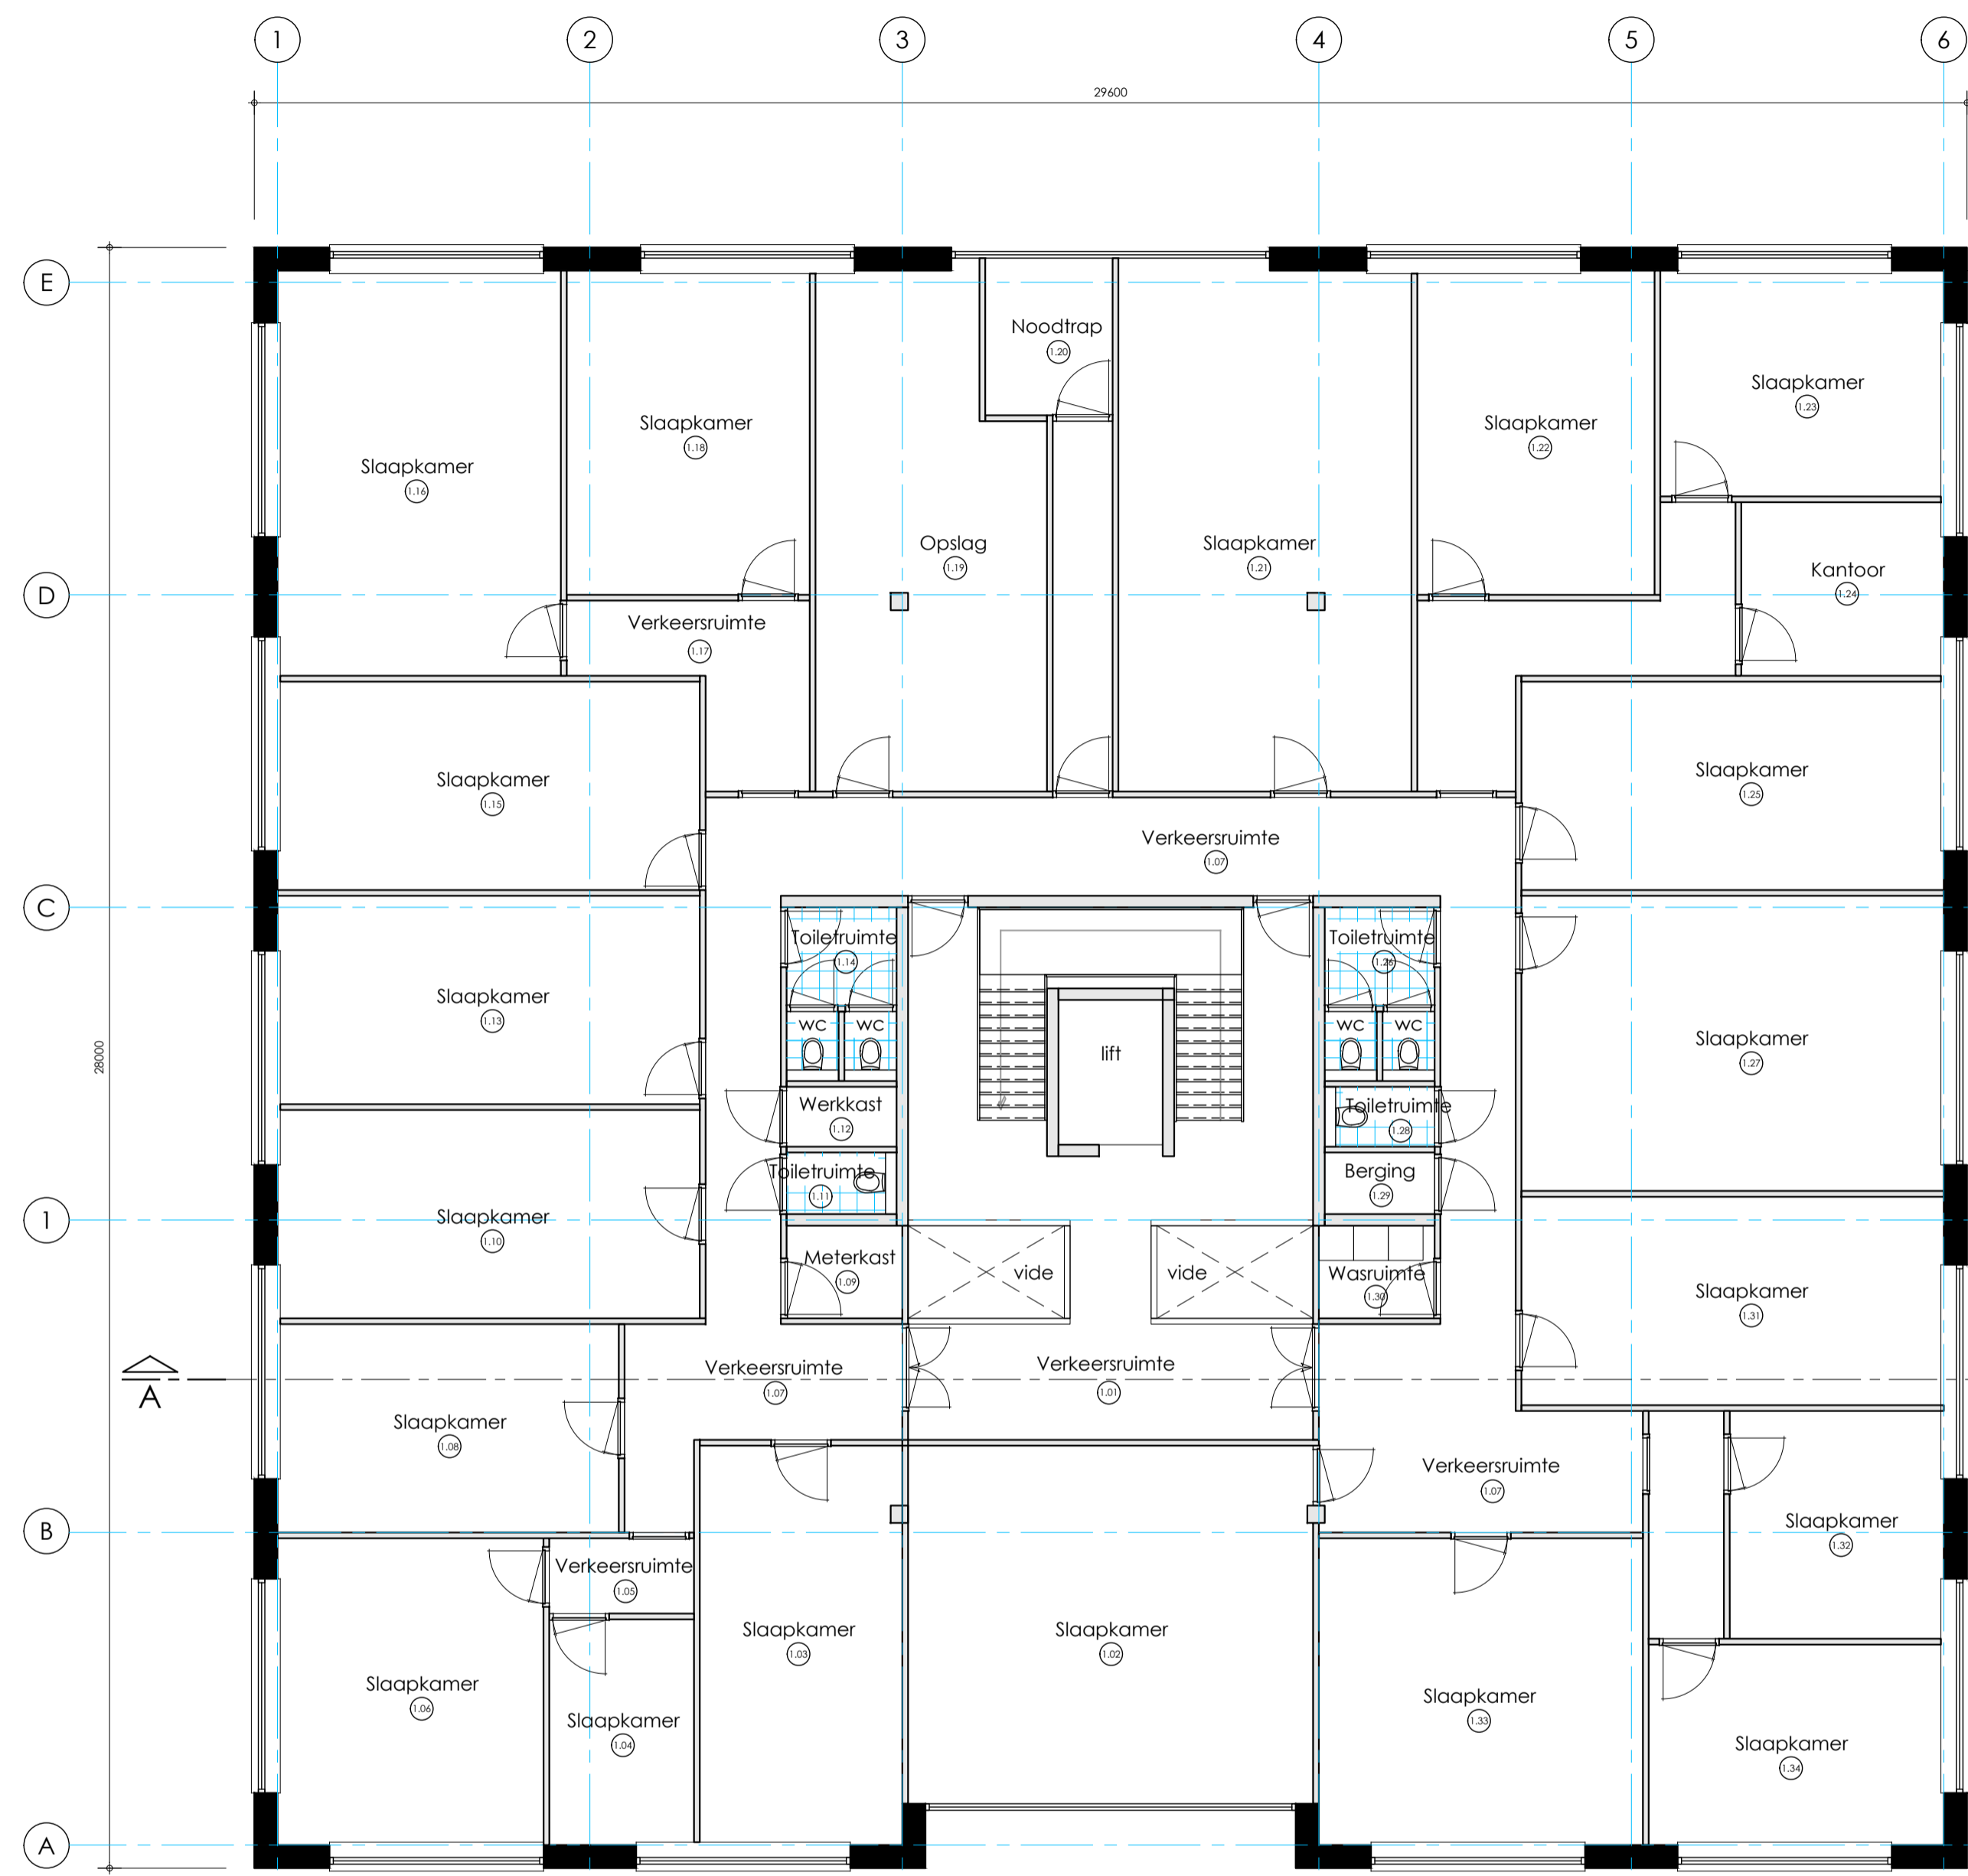 1 2 3 4 5 6
29600
E
Noodtrap
1.20
Slaapkamer
1.23
Slaapkamer
1.18
Slaapkamer
1.22
Slaapkamer
1.16
Opslag
1.19
Slaapkamer
1.21
Kantoor
1.24
D
Verkeersruimte
1.17
Slaapkamer
1.15
Slaapkamer
1.25
Verkeersruimte
1.07
C
Toiletruimte
1.14
Toiletruimte
1.26
Slaapkamer
1.13
WC WC
WC WC
lift
Slaapkamer
1.27
28000
Werkkast
1.12
Toiletruimte
1.28
Toiletruimte
1.11
Berging
1.29
1
Slaapkamer
1.10
Meterkast
1.09
vide
vide
Wasruimte
1.30
Slaapkamer
1.31
A
Verkeersruimte
1.07
Verkeersruimte
1.01
Slaapkamer
1.08
Verkeersruimte
1.07
B
Slaapkamer
1.32
Verkeersruimte
1.05
Slaapkamer
1.03
Slaapkamer
1.02
Slaapkamer
1.06
Slaapkamer
1.04
Slaapkamer
1.33
Slaapkamer
1.34
A